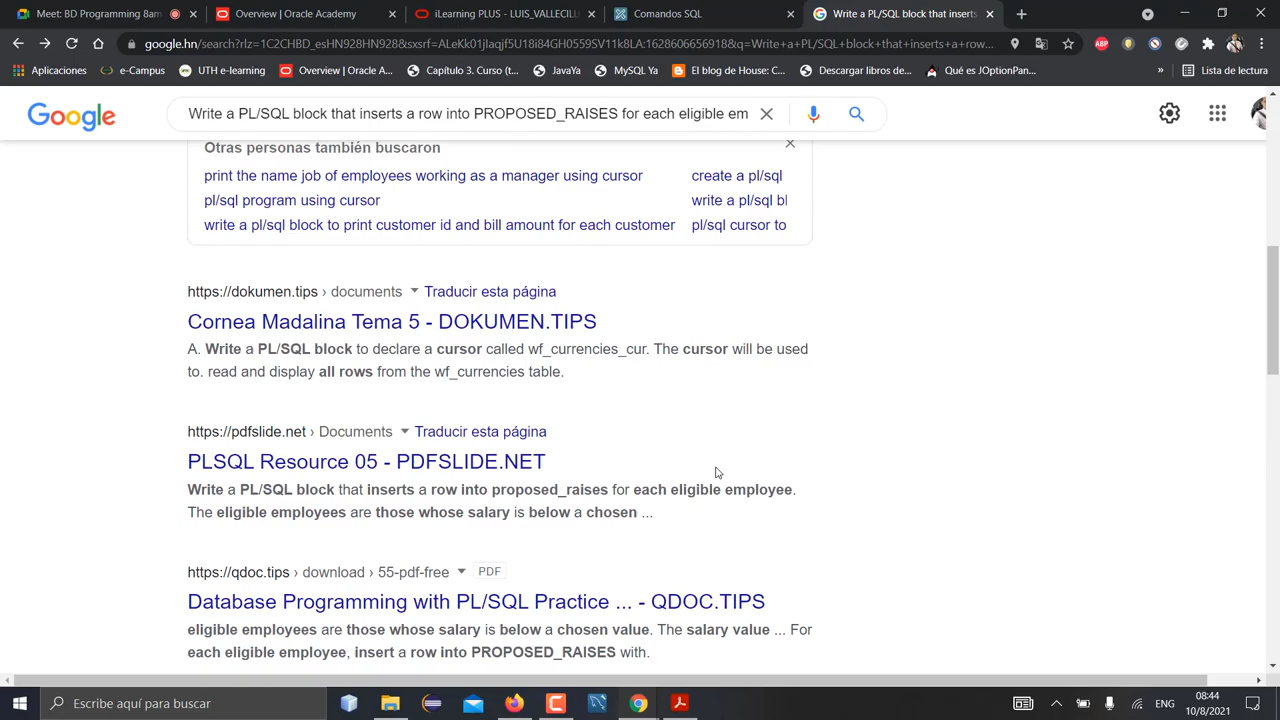 Meet: BD Programming 8am
Overview | Oracle Academy
iLearning PLUS - LUIS_VALLECILL
Comandos SQL
Write a PL/SQL block that inserts
google.hn/search?rlz=1C2CHBD_esHN928HN928&sxsrf=ALeKk01jIaqjf5U18i34GH0559SV11k8LA:1628606656918&q=Write+a+PL/SQL+block+that+inserts+a+row...
Aplicaciones
e-Campus
UTH e-learning
Overview | Oracle A...
Capítulo 3. Curso (t...
JavaYa
MySQL Ya
El blog de House: C...
Descargar libros de...
Qué es JOptionPan...
»
Lista de lectura
Google
Write a PL/SQL block that inserts a row into PROPOSED_RAISES for each eligible em
Otras personas también buscaron
print the name job of employees working as a manager using cursor
create a pl/sql
pl/sql program using cursor
write a pl/sql bl
write a pl/sql block to print customer id and bill amount for each customer
pl/sql cursor to
https://dokumen.tips › documents
Traducir esta página
Cornea Madalina Tema 5 - DOKUMEN.TIPS
A. Write a PL/SQL block to declare a cursor called wf_currencies_cur. The cursor will be used
to. read and display all rows from the wf_currencies table.
https://pdfslide.net › Documents
Traducir esta página
PLSQL Resource 05 - PDFSLIDE.NET
Write a PL/SQL block that inserts a row into proposed_raises for each eligible employee.
The eligible employees are those whose salary is below a chosen ...
https://qdoc.tips › download › 55-pdf-free
PDF
Database Programming with PL/SQL Practice ... - QDOC.TIPS
eligible employees are those whose salary is below a chosen value. The salary value ... For
each eligible employee, insert a row into PROPOSED_RAISES with.
Escribe aquí para buscar
ENG
08:44
10/8/2021